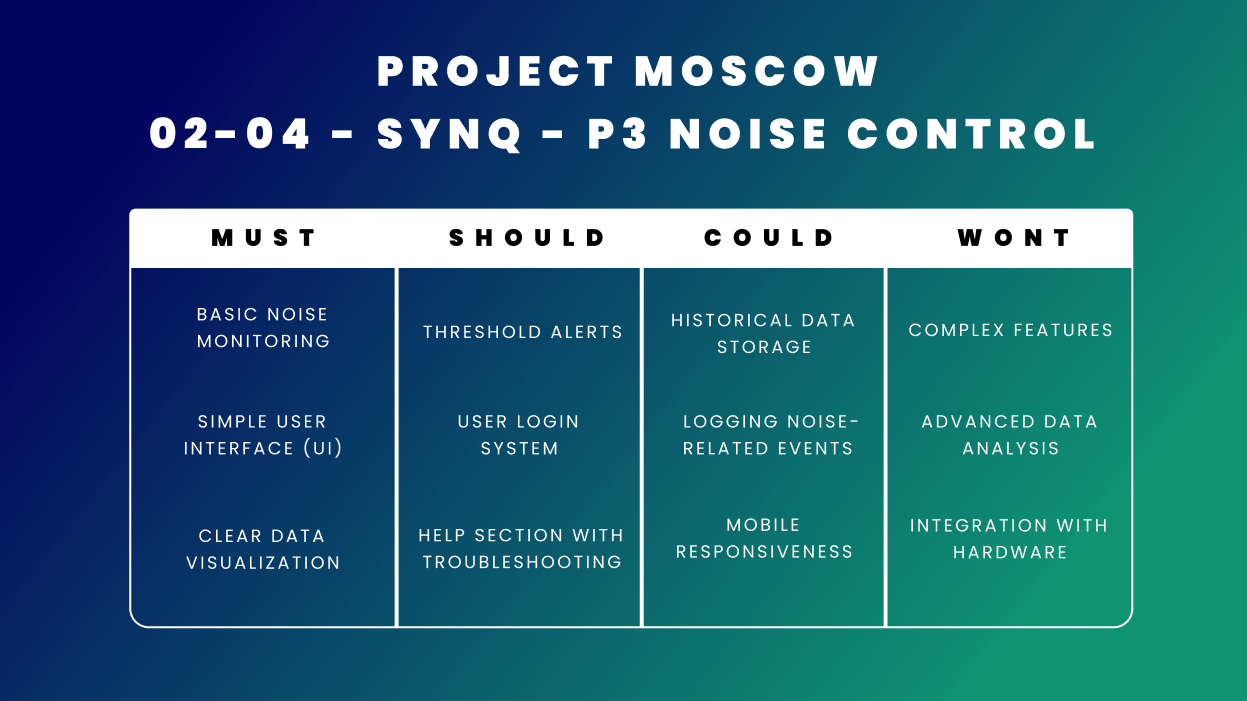 PROJECT MOSCOW
02-04 - SYNQ - P3 NOISE CONTROL
MUST
SHOULD
COULD
WONT
BASIC NOISE
MONITORING
THRESHOLD ALERTS
HISTORICAL DATA
STORAGE
COMPLEX FEATURES
SIMPLE USER
INTERFACE (UI)
USER LOGIN
SYSTEM
LOGGING NOISE-
RELATED EVENTS
ADVANCED DATA
ANALYSIS
CLEAR DATA
VISUALIZATION
HELP SECTION WITH
TROUBLESHOOTING
MOBILE
RESPONSIVENESS
INTEGRATION WITH
HARDWARE